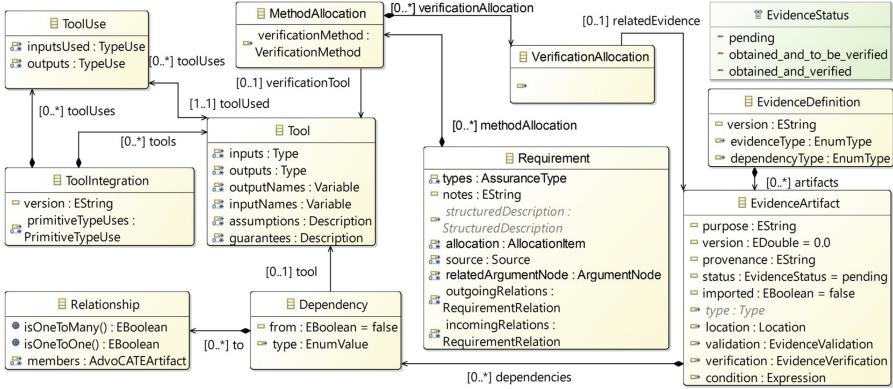 ToolUse
inputsUsed : TypeUse
outputs : TypeUse
[0..*] toolUses
[1..1] toolUsed
[0..*] toolUses
[0..*] tools
MethodAllocation
verificationMethod :
VerificationMethod
[0..*] verificationAllocation
[0..1] relatedEvidence
[0..1] verificationTool
VerificationAllocation
EvidenceStatus
pending
obtained_and_to_be_verified
obtained_and_verified
EvidenceDefinition
version : EString
evidenceType : EnumType
dependencyType : EnumType
[0..*] artifacts
Tool
inputs : Type
outputs : Type
outputNames : Variable
inputNames : Variable
assumptions : Description
guarantees : Description
[0..*] methodAllocation
ToolIntegration
version : EString
primitiveTypeUses :
PrimitiveTypeUse
Requirement
types : AssuranceType
notes : EString
structuredDescription :
StructuredDescription
allocation : AllocationItem
source : Source
relatedArgumentNode : ArgumentNode
outgoingRelations :
RequirementRelation
incomingRelations :
RequirementRelation
EvidenceArtifact
purpose : EString
version : EDouble = 0.0
provenance : EString
status : EvidenceStatus = pending
imported : EBoolean = false
type : Type
location : Location
validation : EvidenceValidation
verification : EvidenceVerification
condition : Expression
[0..1] tool
Relationship
isOneToMany() : EBoolean
isOneToOne() : EBoolean
members : AdvoCATEArtifact
[0..*] to
Dependency
from : EBoolean = false
type : EnumValue
[0..*] dependencies